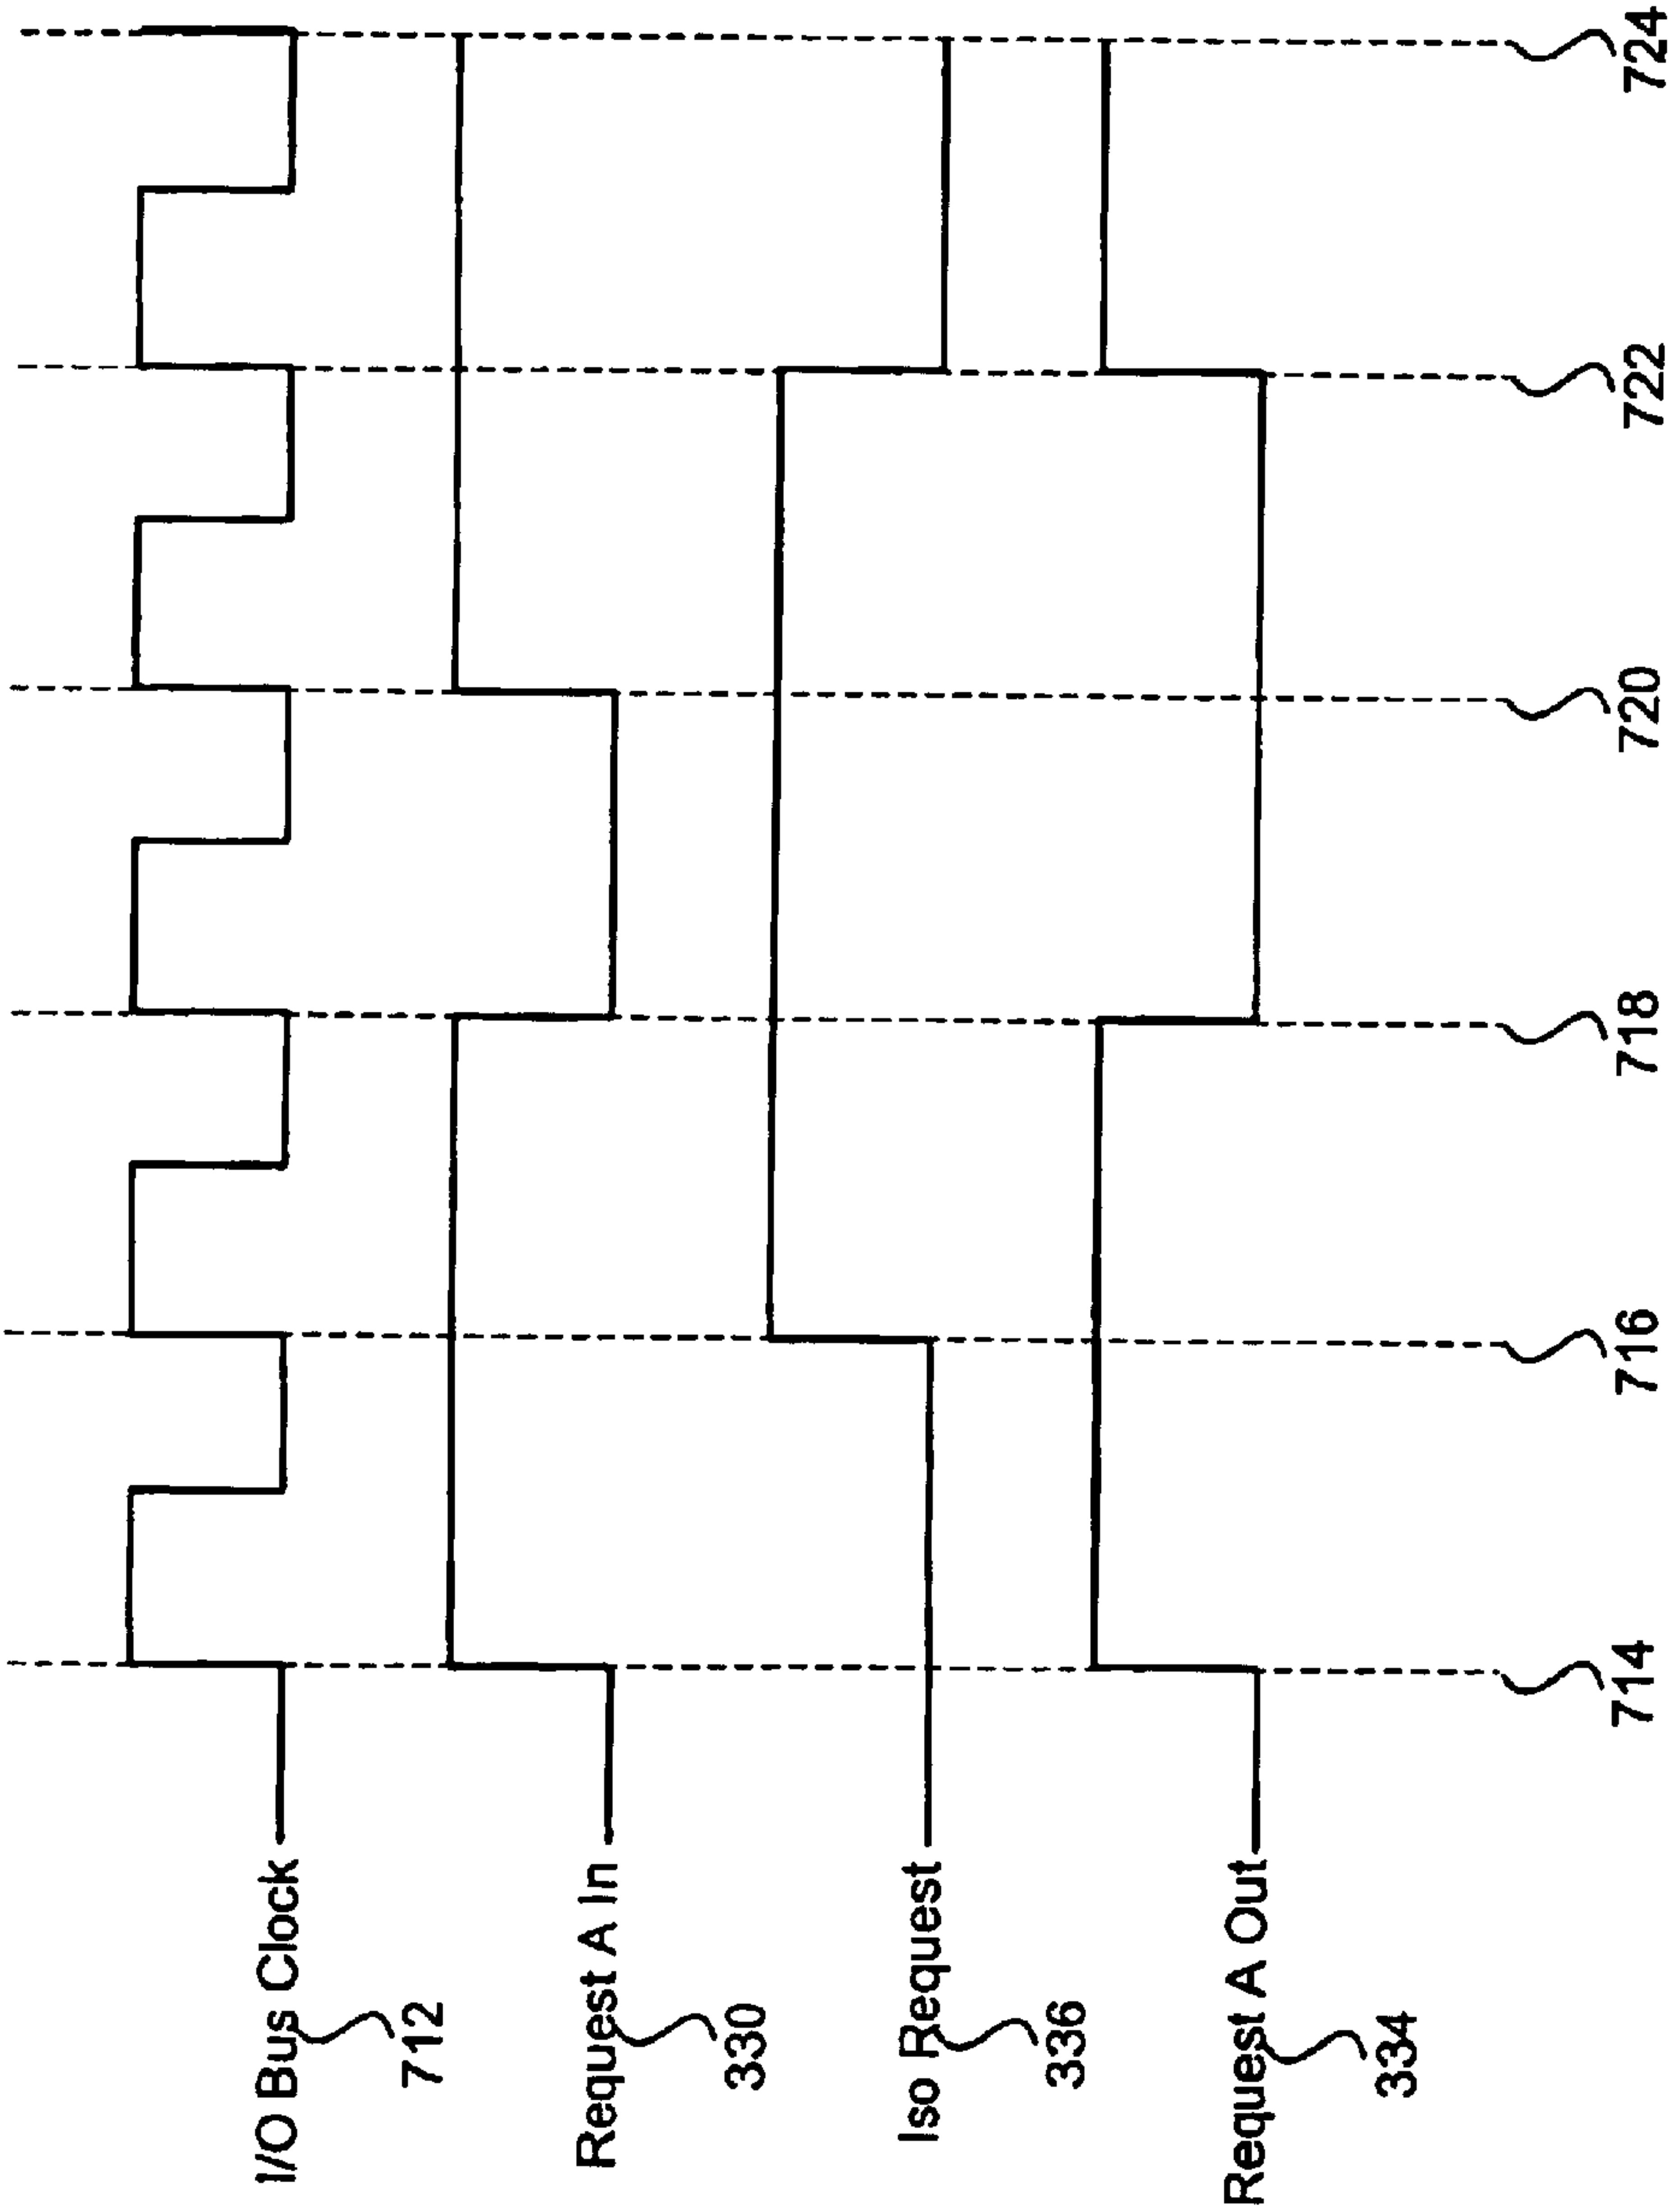 I/O Bus Clock
712
Request A In
330
Iso Request
336
Request A Out
334
714
716
718
720
722
724